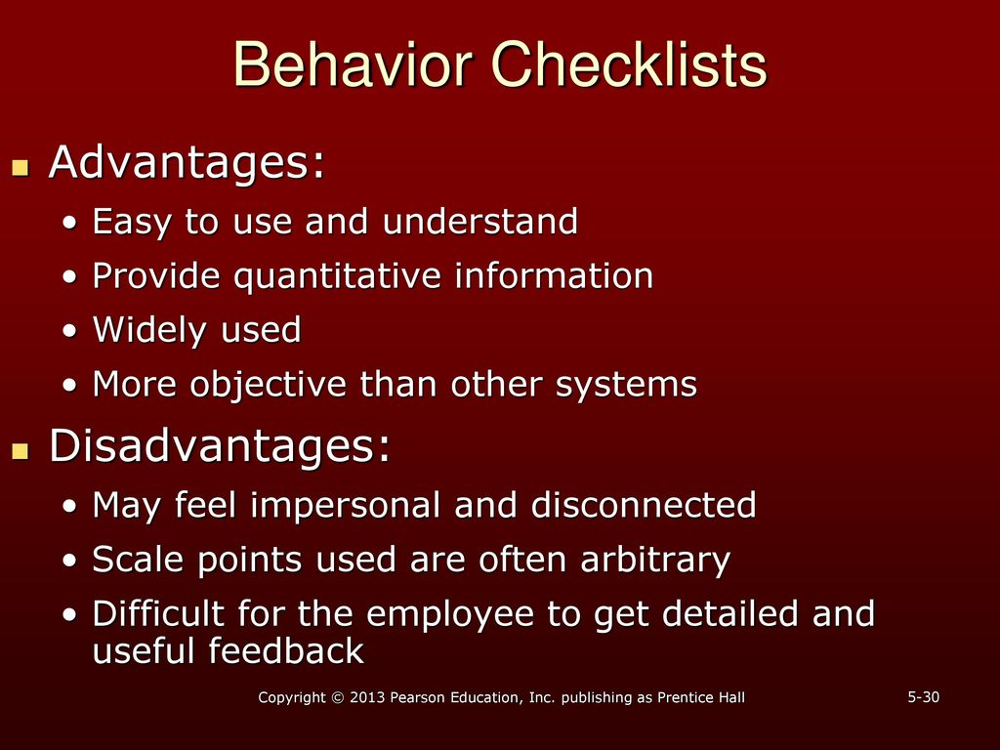 Behavior Checklists
Advantages:
• Easy to use and understand
• Provide quantitative information
• Widely used
• More objective than other systems
Disadvantages:
• May feel impersonal and disconnected
• Scale points used are often arbitrary
• Difficult for the employee to get detailed and
useful feedback
Copyright © 2013 Pearson Education, Inc. publishing as Prentice Hall
5-30